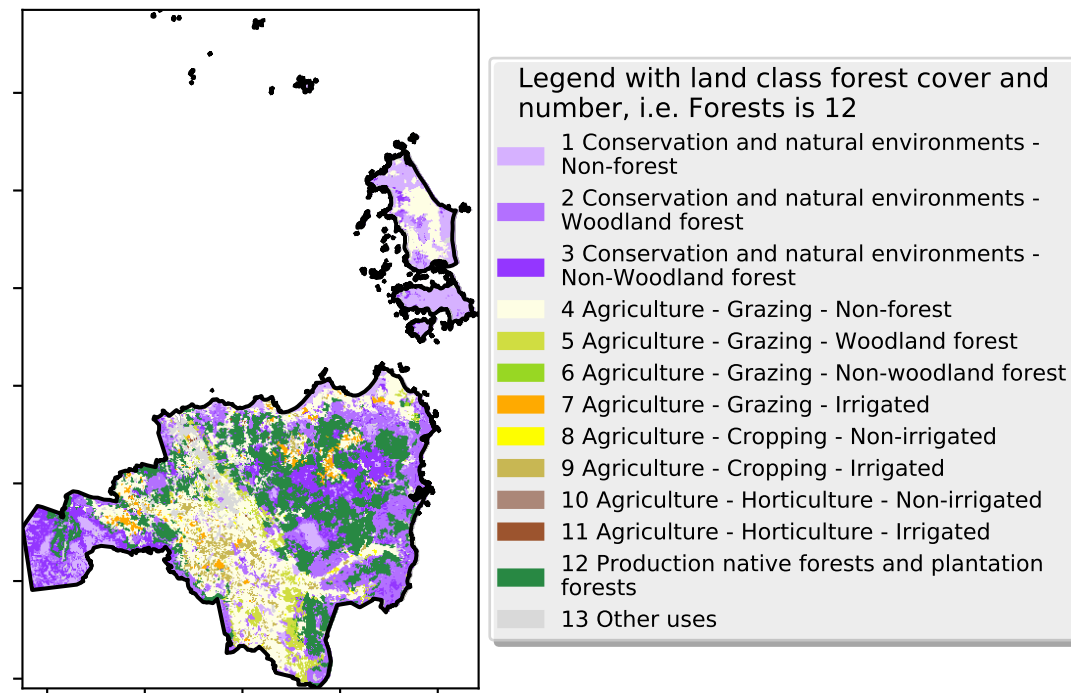 Legend with land class forest cover and
number, i.e. Forests is 12
1 Conservation and natural environments -
Non-forest
2 Conservation and natural environments -
Woodland forest
3 Conservation and natural environments -
Non-Woodland forest
4 Agriculture - Grazing - Non-forest
5 Agriculture - Grazing - Woodland forest
6 Agriculture - Grazing - Non-woodland forest
7 Agriculture - Grazing - Irrigated
8 Agriculture - Cropping - Non-irrigated
9 Agriculture - Cropping - Irrigated
10 Agriculture - Horticulture - Non-irrigated
11 Agriculture - Horticulture - Irrigated
12 Production native forests and plantation
forests
13 Other uses